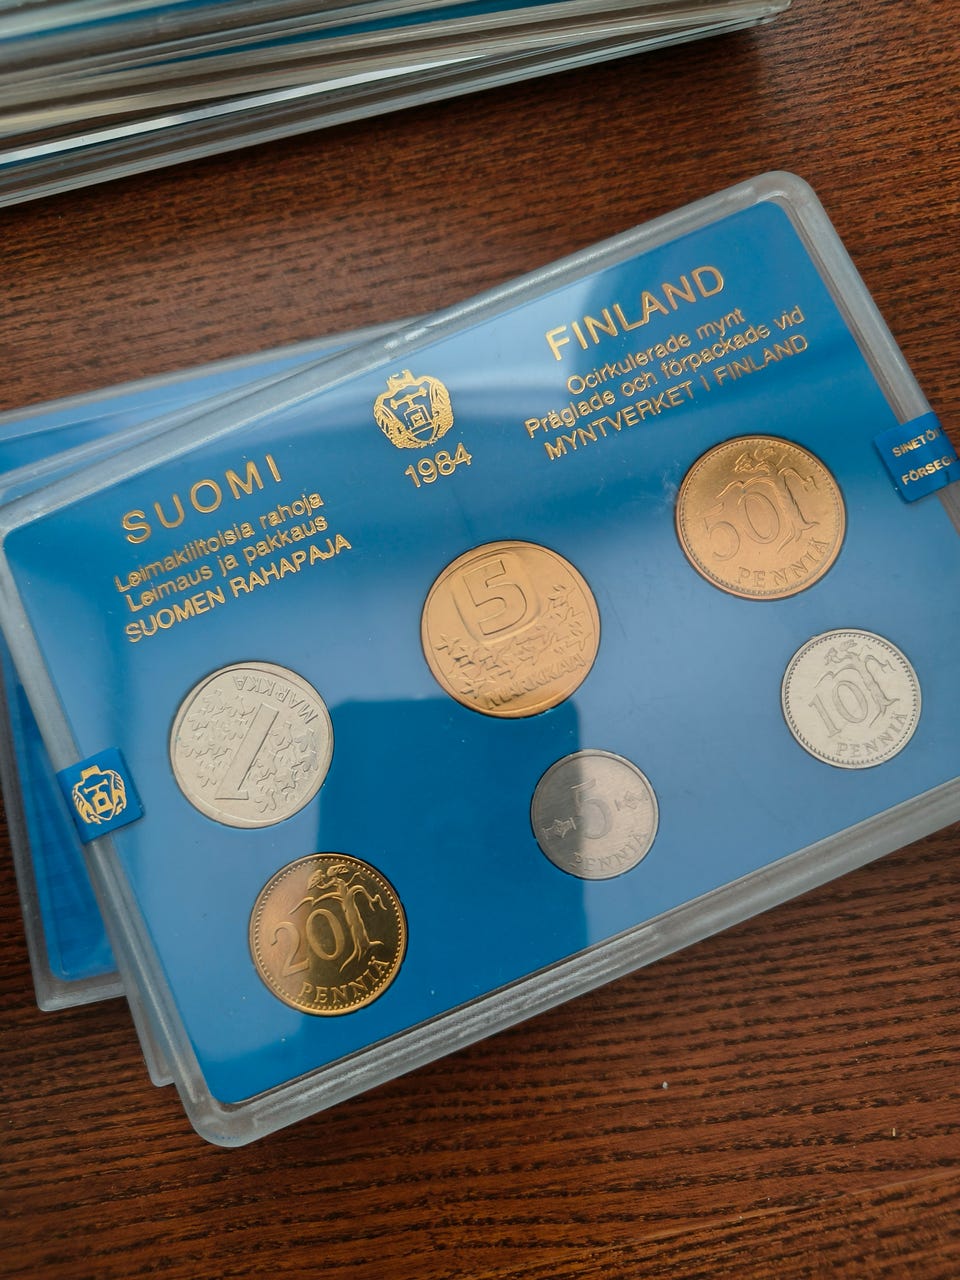 SUOMI
Leimakiiltoisia rahoja
Leimaus ja pakkaus
SUOMEN RAHAPAJA
1984
FINLAND
Ocirkulerade mynt
Präglade och förpackade vid
MYNTVERKET I FINLAND
1
MARKKA
5
MARKKAA
50
PENNIÄ
10
PENNIÄ
5
PENNIÄ
20
PENNIÄ